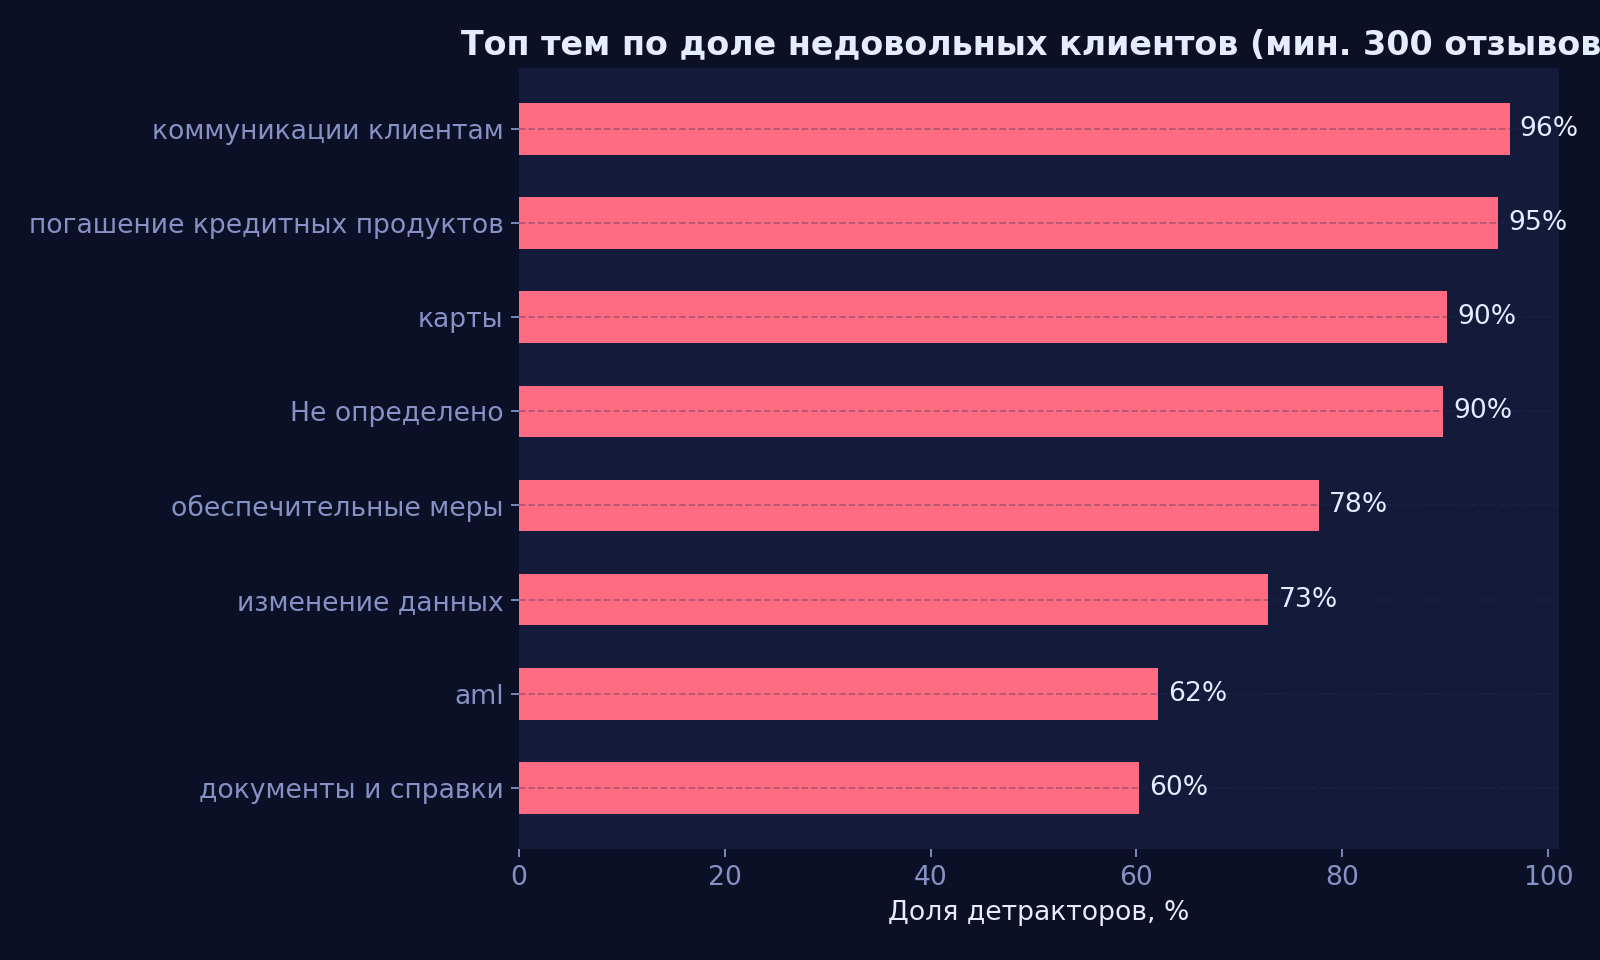 Топ тем по доле недовольных клиентов (мин. 300 отзывов
коммуникации клиентам 96%
погашение кредитных продуктов 95%
карты 90%
Не определено 90%
обеспечительные меры 78%
изменение данных 73%
aml 62%
документы и справки 60%
0 20 40 60 80 100
Доля детракторов, %